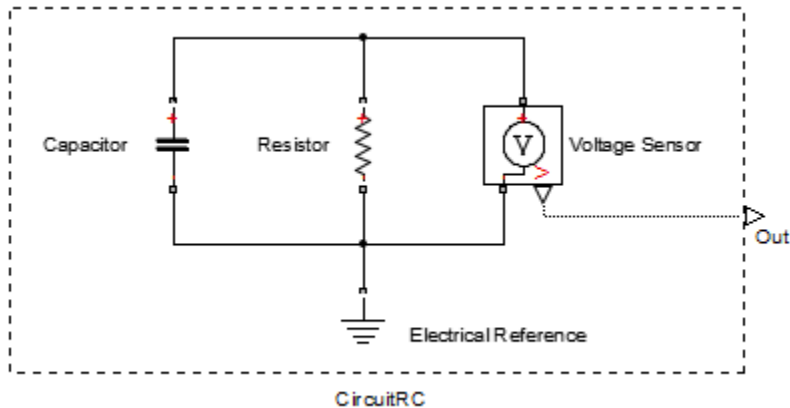 Capacitor
Resistor
V
Voltage Sensor
Out
Electrical Reference
CircuitRC